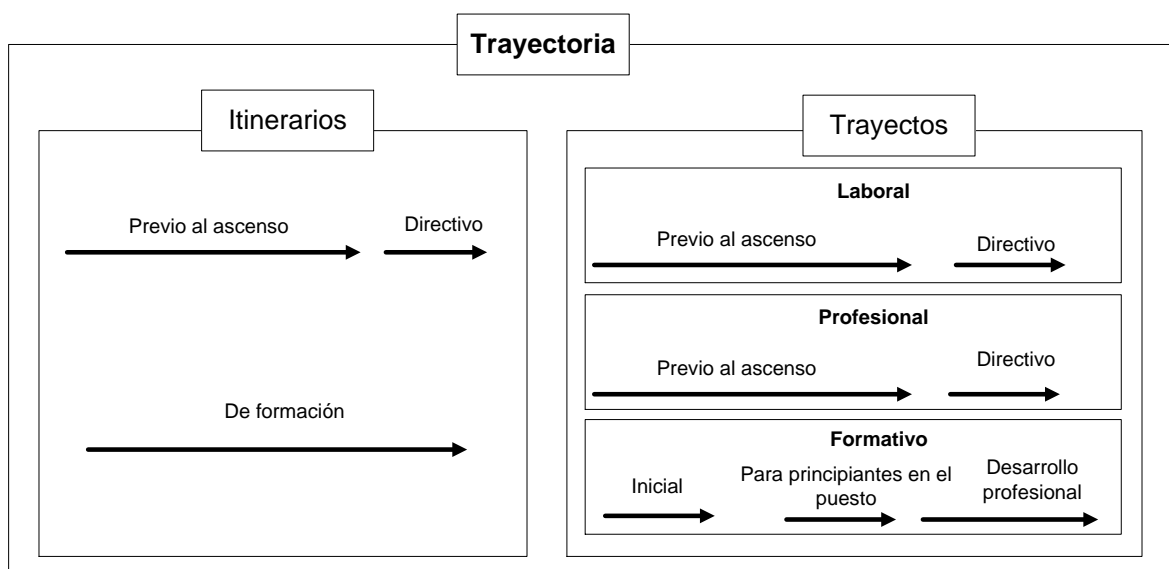 Trayectoria
Itinerarios
Previo al ascenso
Directivo
De formación
Trayectos
Laboral
Previo al ascenso
Directivo
Profesional
Previo al ascenso
Directivo
Formativo
Inicial
Para principiantes en el
puesto
Desarrollo
profesional